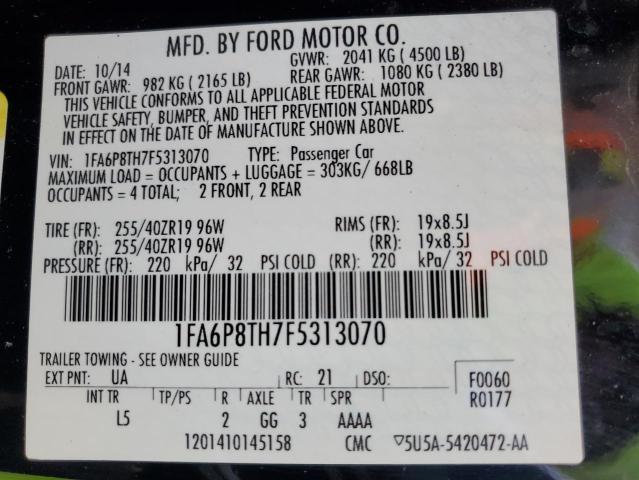 MFD. BY FORD MOTOR CO.
DATE: 10/14 GVWR: 2041 KG ( 4500 LB)
FRONT GAWR: 982 KG ( 2165 LB) REAR GAWR: 1080 KG ( 2380 LB)
THIS VEHICLE CONFORMS TO ALL APPLICABLE FEDERAL MOTOR
VEHICLE SAFETY, BUMPER, AND THEFT PREVENTION STANDARDS
IN EFFECT ON THE DATE OF MANUFACTURE SHOWN ABOVE.
VIN: 1FA6P8TH7F5313070 TYPE: Passenger Car
MAXIMUM LOAD = OCCUPANTS + LUGGAGE = 303KG/ 668LB
OCCUPANTS = 4 TOTAL; 2 FRONT, 2 REAR
TIRE (FR): 255/40ZR19 96W RIMS (FR): 19x8.5J
(RR): 255/40ZR19 96W (RR): 19x8.5J
PRESSURE (FR): 220 kPa/ 32 PSI COLD (RR): 220 kPa/ 32 PSI COLD
1FA6P8TH7F5313070
TRAILER TOWING - SEE OWNER GUIDE
EXT PNT: UA RC: 21 DSO: F0060
INT TR TP/PS R AXLE TR SPR R0177
L5 2 GG 3 AAAA
1201410145158 CMC ▽5U5A-5420472-AA